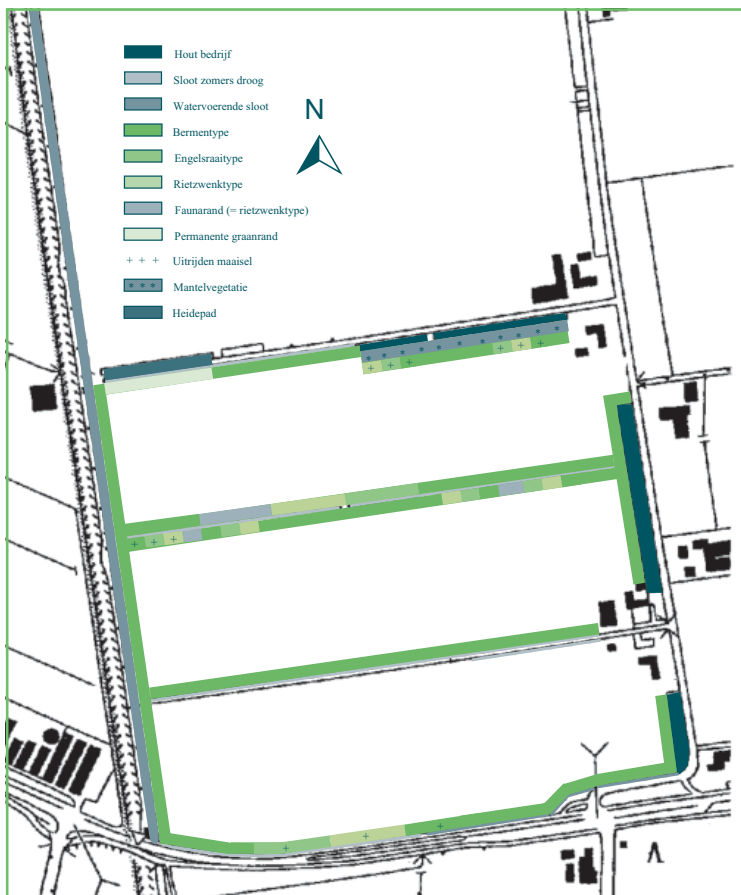 Hout bedrijf
Sloot zomers droog
Watervoerende sloot
N
Bermentype
Engelsraaitype
Rietzwenktype
Faunarand (= rietzwenktype)
Permanente graanrand
+ + + Uitrijden maaisel
* * * Mantelvegetatie
Heidepad